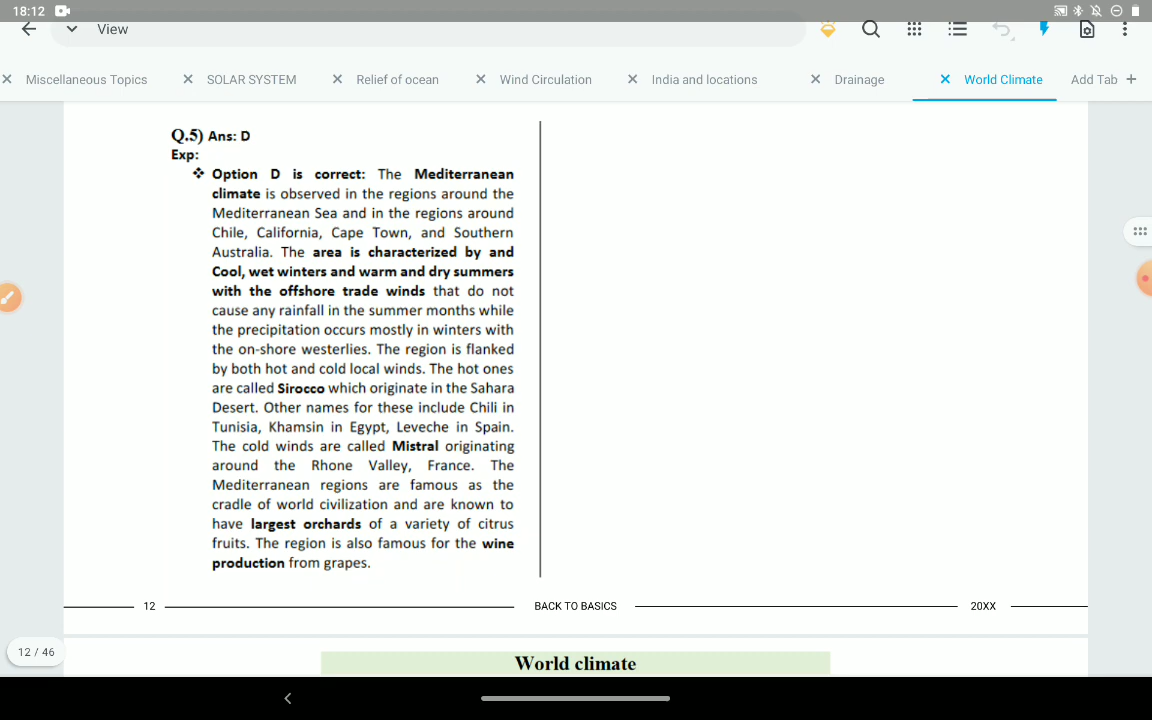 18:12
View
Miscellaneous Topics
SOLAR SYSTEM
Relief of ocean
Wind Circulation
India and locations
Drainage
World Climate
Add Tab +
Q.5) Ans: D
Exp:
❖ Option D is correct: The Mediterranean
climate is observed in the regions around the
Mediterranean Sea and in the regions around
Chile, California, Cape Town, and Southern
Australia. The area is characterized by and
Cool, wet winters and warm and dry summers
with the offshore trade winds that do not
cause any rainfall in the summer months while
the precipitation occurs mostly in winters with
the on-shore westerlies. The region is flanked
by both hot and cold local winds. The hot ones
are called Sirocco which originate in the Sahara
Desert. Other names for these include Chili in
Tunisia, Khamsin in Egypt, Leveche in Spain.
The cold winds are called Mistral originating
around the Rhone Valley, France. The
Mediterranean regions are famous as the
cradle of world civilization and are known to
have largest orchards of a variety of citrus
fruits. The region is also famous for the wine
production from grapes.
12
BACK TO BASICS
20XX
12 / 46
World climate